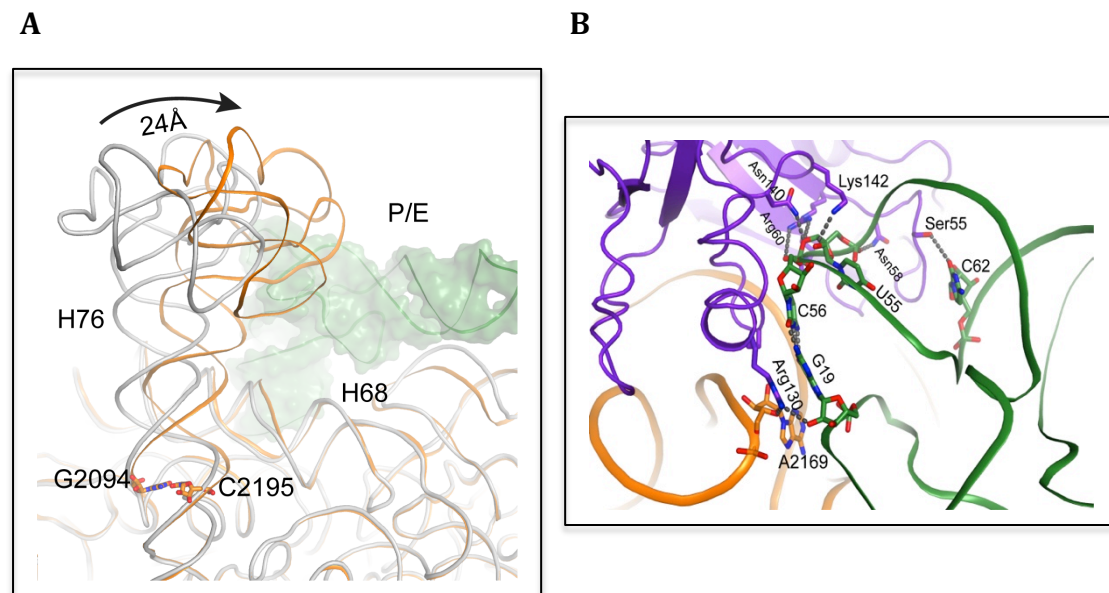 A
B
24Å
P/E
H76
H68
G2094
C2195
Asn140
Lys142
Arg60
Ser55
Asn58
C62
U55
C56
G19
Arg130
A2169